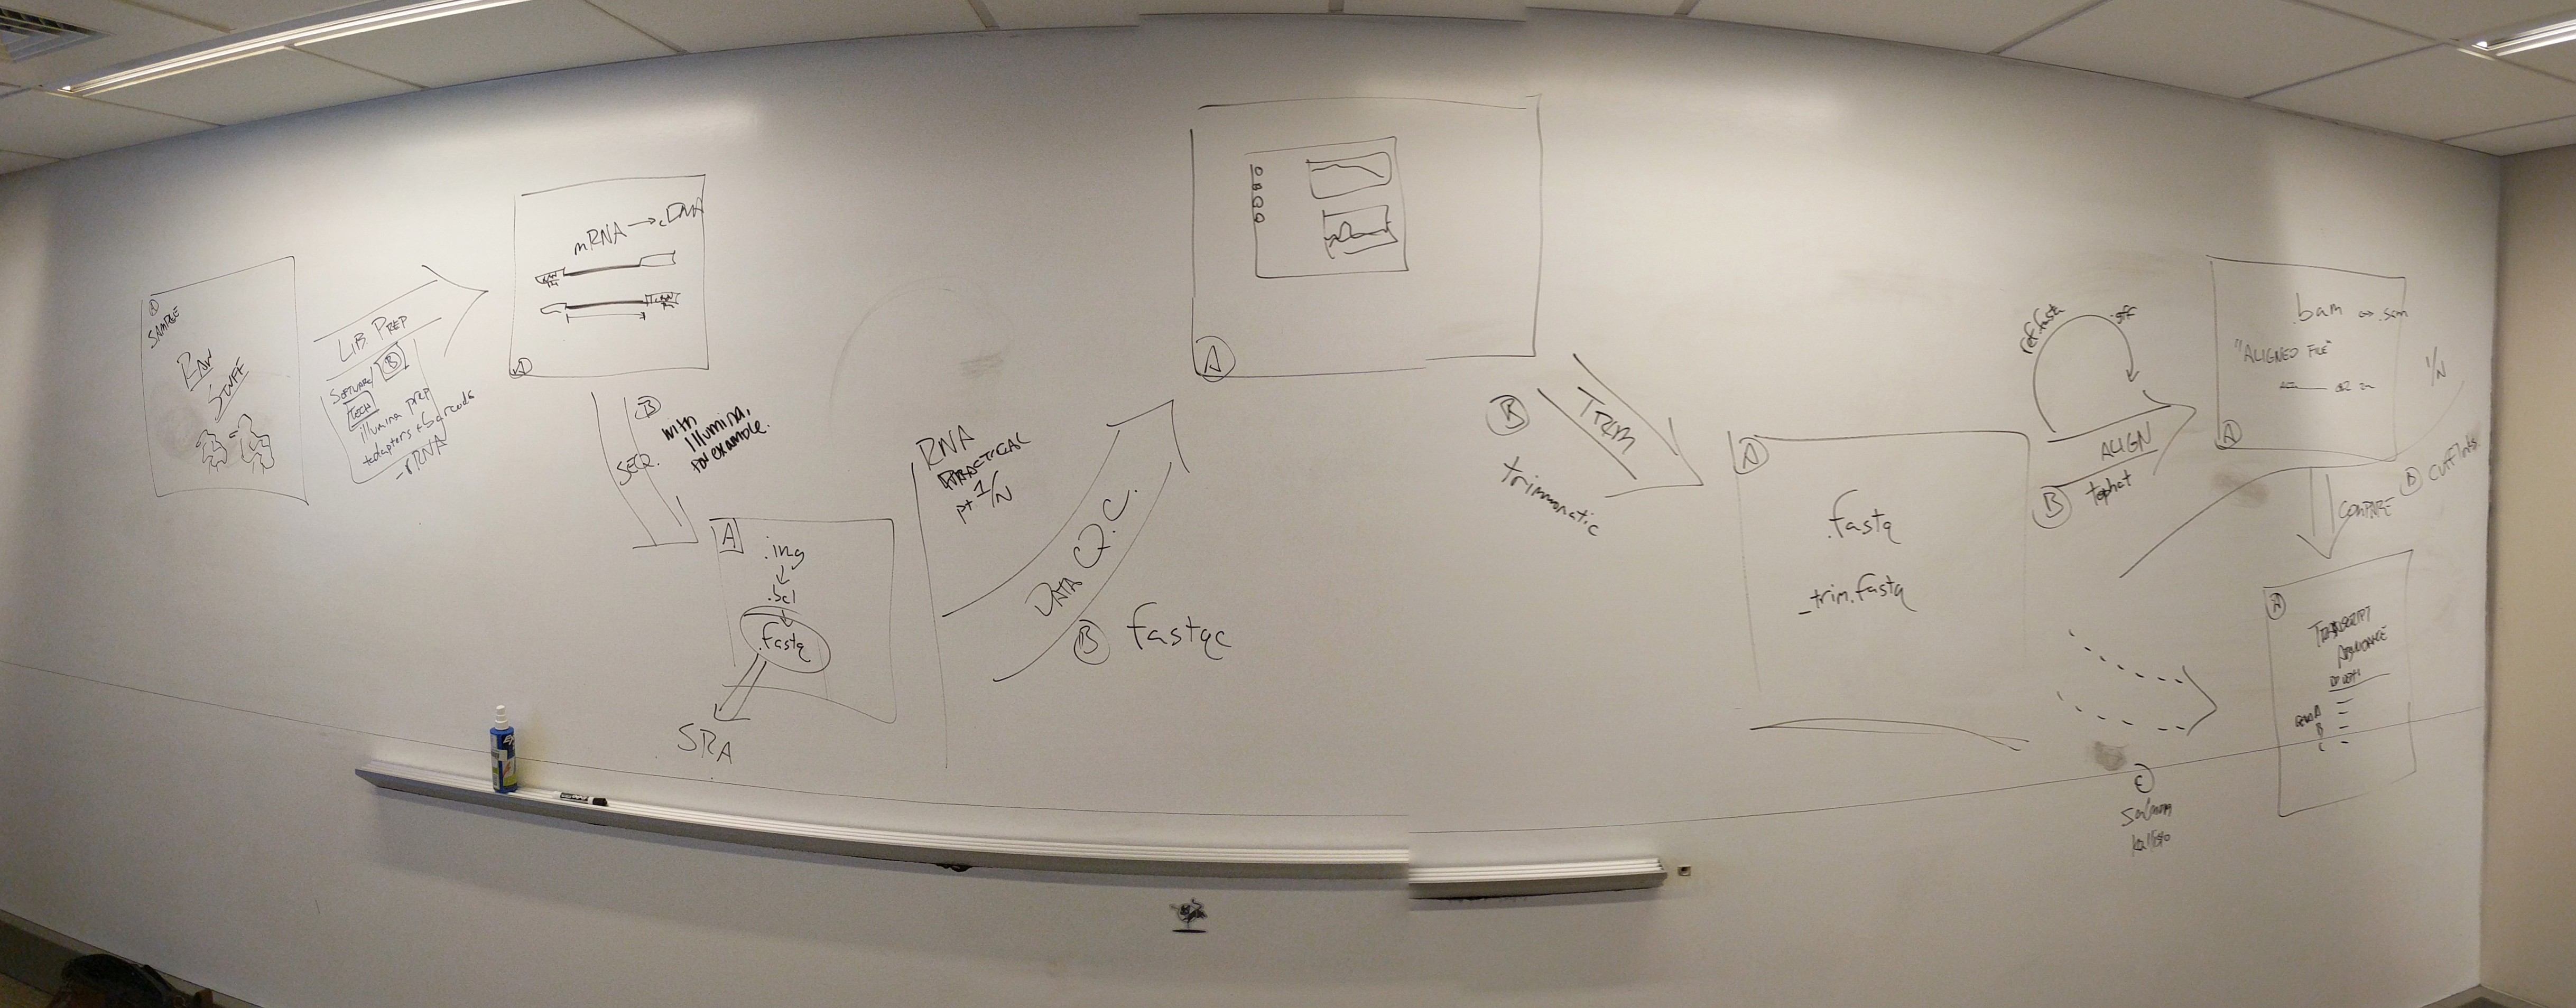 A
SAMPLE
RAW
STUFF
LIB PREP
SOFTWARE/ B
TECH
illumina prep
+adapters + barcode
-rRNA
mRNA → cDNA
A
B
SEQ.
with
Illumina,
for example.
A
.img
.bcl
.fastq
SRA
RNA
PRACTICAL
pt. 1/N
DATA Q.C.
B fastqc
A
B
TRIM
trimmomatic
A
.fastq
_trim.fastq
ref.fasta
.gff
ALIGN
B tophat
.bam ↔ .sam
"ALIGNED FILE"
A
1/N
COMPARE
B cufflinks
A
TRANSCRIPT
ABUNDANCE
GENE A
B
C
C
salmon
kallisto